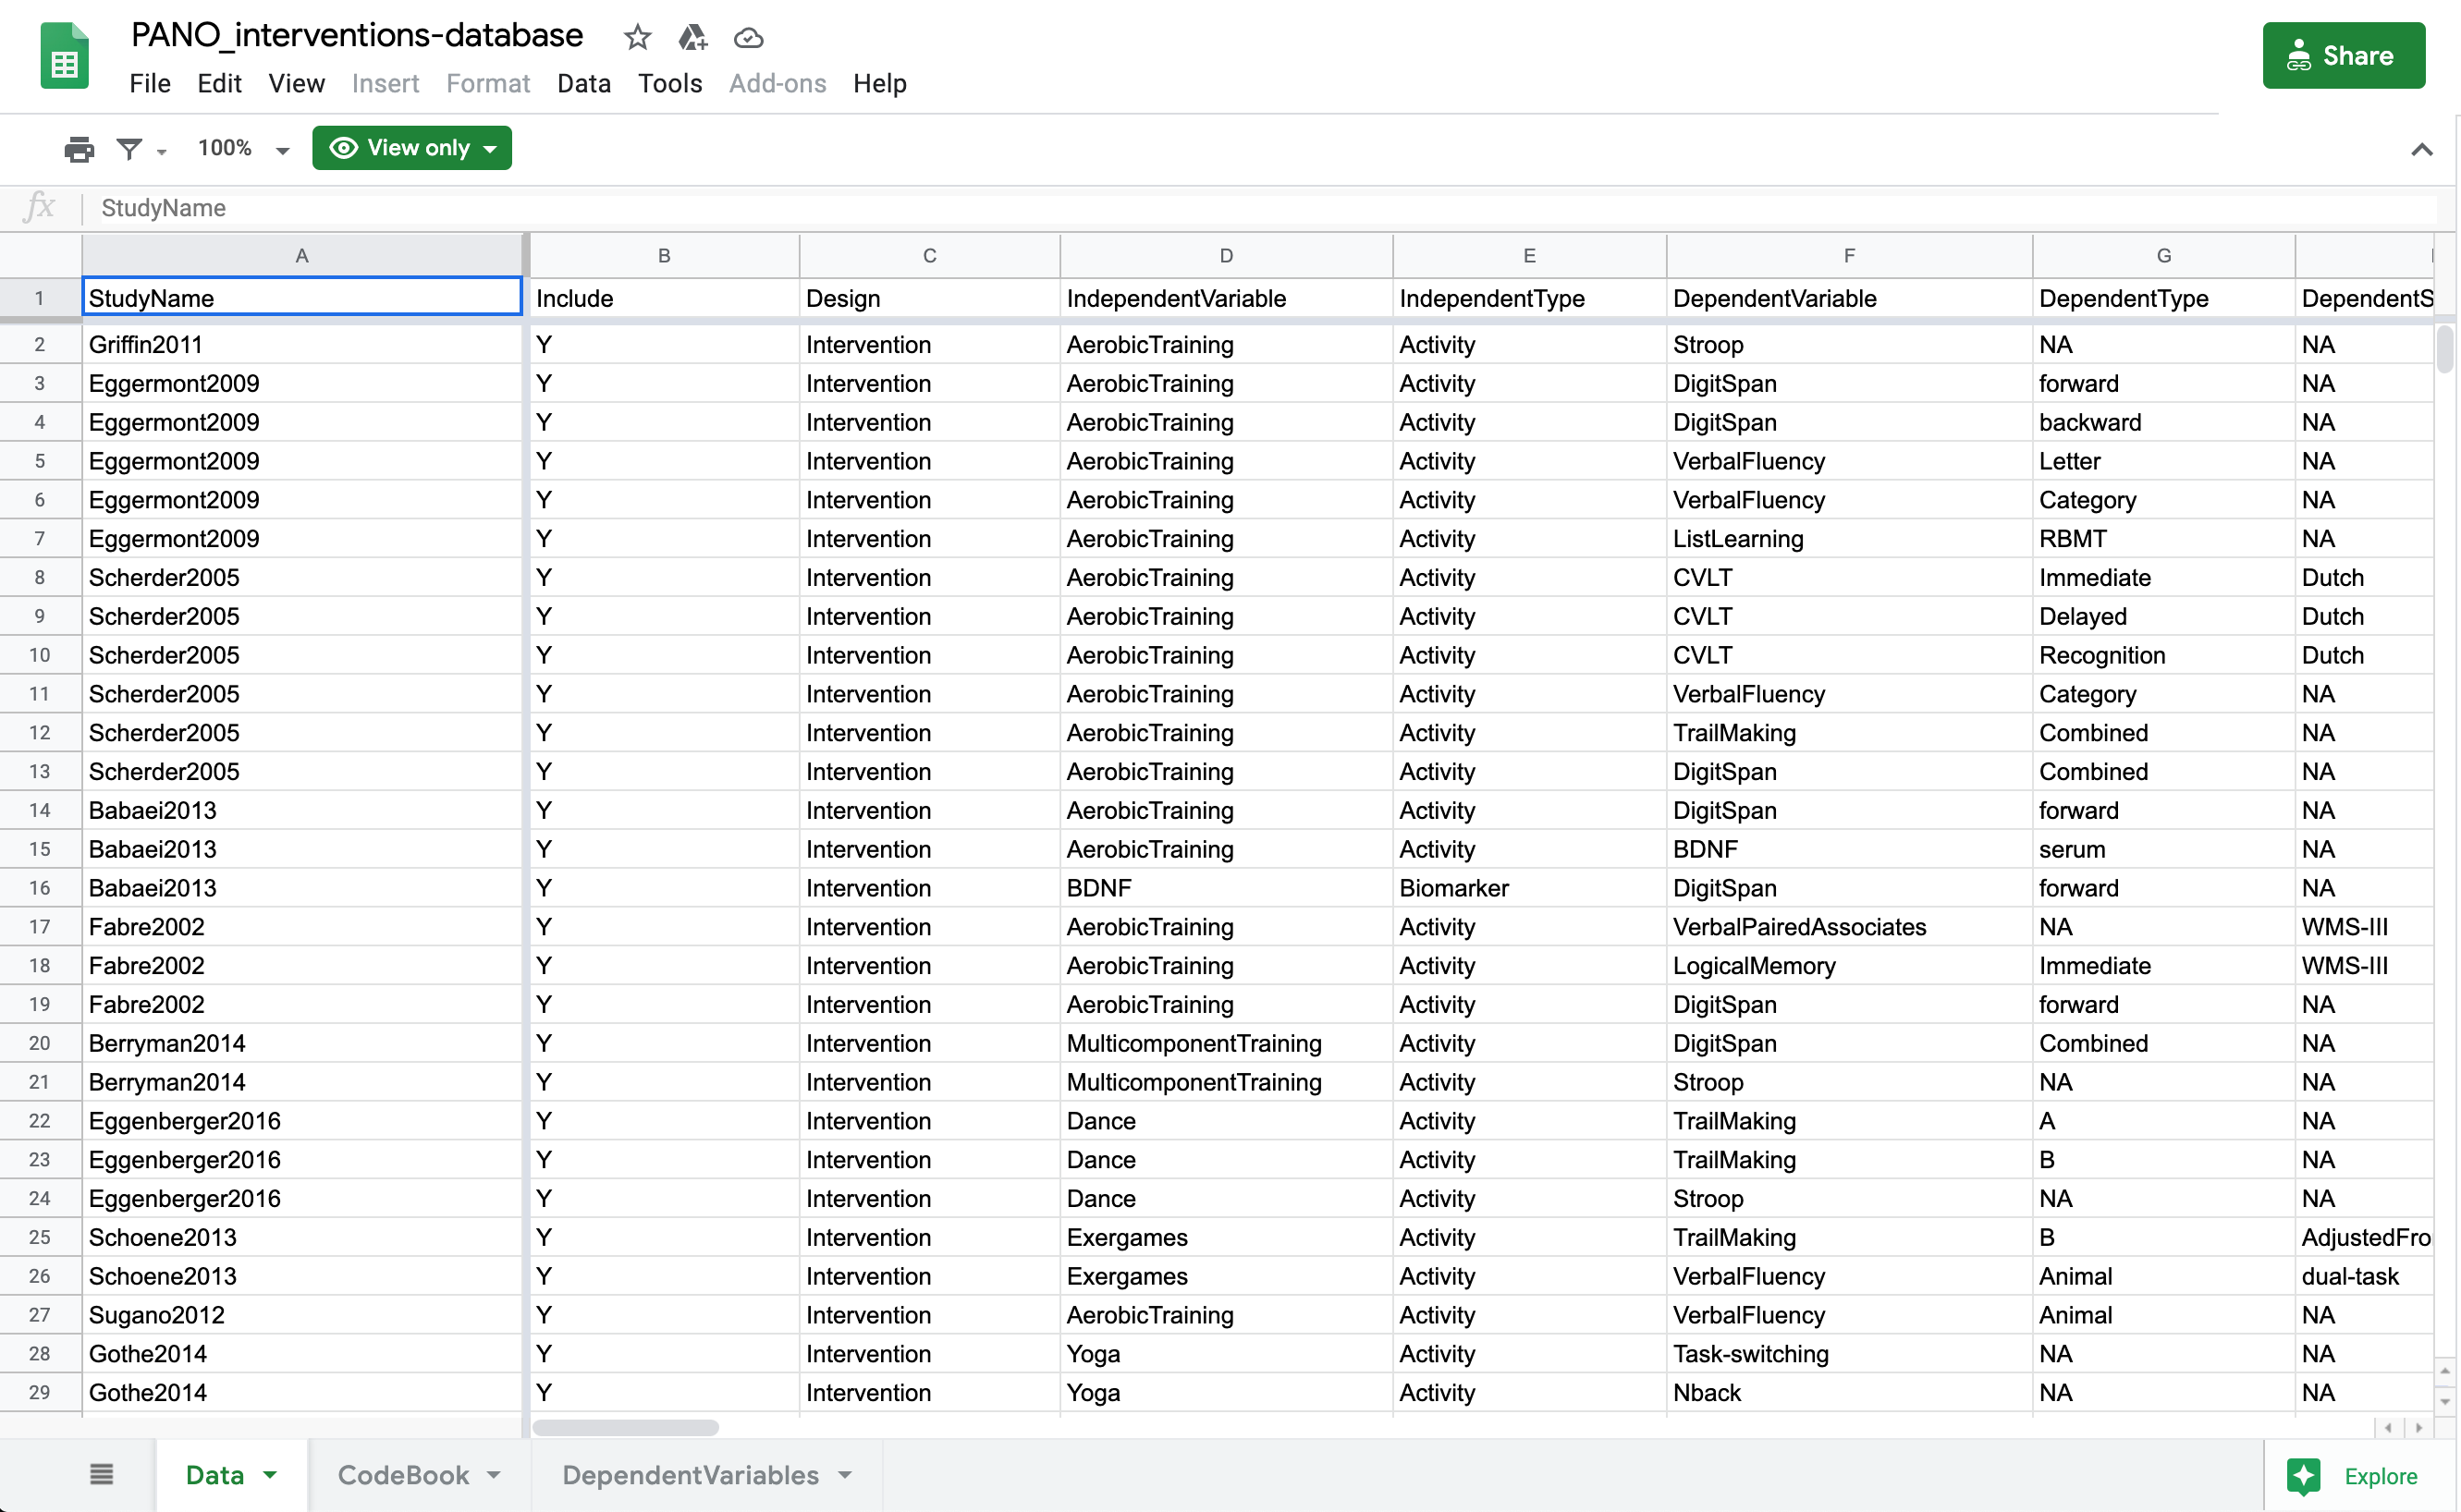 PANO_interventions-database
File Edit View Insert Format Data Tools Add-ons Help
Share
100% View only
fx StudyName
A B C D E F G
1 StudyName Include Design IndependentVariable IndependentType DependentVariable DependentType DependentS
2 Griffin2011 Y Intervention AerobicTraining Activity Stroop NA NA
3 Eggermont2009 Y Intervention AerobicTraining Activity DigitSpan forward NA
4 Eggermont2009 Y Intervention AerobicTraining Activity DigitSpan backward NA
5 Eggermont2009 Y Intervention AerobicTraining Activity VerbalFluency Letter NA
6 Eggermont2009 Y Intervention AerobicTraining Activity VerbalFluency Category NA
7 Eggermont2009 Y Intervention AerobicTraining Activity ListLearning RBMT NA
8 Scherder2005 Y Intervention AerobicTraining Activity CVLT Immediate Dutch
9 Scherder2005 Y Intervention AerobicTraining Activity CVLT Delayed Dutch
10 Scherder2005 Y Intervention AerobicTraining Activity CVLT Recognition Dutch
11 Scherder2005 Y Intervention AerobicTraining Activity VerbalFluency Category NA
12 Scherder2005 Y Intervention AerobicTraining Activity TrailMaking Combined NA
13 Scherder2005 Y Intervention AerobicTraining Activity DigitSpan Combined NA
14 Babaei2013 Y Intervention AerobicTraining Activity DigitSpan forward NA
15 Babaei2013 Y Intervention AerobicTraining Activity BDNF serum NA
16 Babaei2013 Y Intervention BDNF Biomarker DigitSpan forward NA
17 Fabre2002 Y Intervention AerobicTraining Activity VerbalPairedAssociates NA WMS-III
18 Fabre2002 Y Intervention AerobicTraining Activity LogicalMemory Immediate WMS-III
19 Fabre2002 Y Intervention AerobicTraining Activity DigitSpan forward NA
20 Berryman2014 Y Intervention MulticomponentTraining Activity DigitSpan Combined NA
21 Berryman2014 Y Intervention MulticomponentTraining Activity Stroop NA NA
22 Eggenberger2016 Y Intervention Dance Activity TrailMaking A NA
23 Eggenberger2016 Y Intervention Dance Activity TrailMaking B NA
24 Eggenberger2016 Y Intervention Dance Activity Stroop NA NA
25 Schoene2013 Y Intervention Exergames Activity TrailMaking B AdjustedFro
26 Schoene2013 Y Intervention Exergames Activity VerbalFluency Animal dual-task
27 Sugano2012 Y Intervention AerobicTraining Activity VerbalFluency Animal NA
28 Gothe2014 Y Intervention Yoga Activity Task-switching NA NA
29 Gothe2014 Y Intervention Yoga Activity Nback NA NA
Data CodeBook DependentVariables Explore